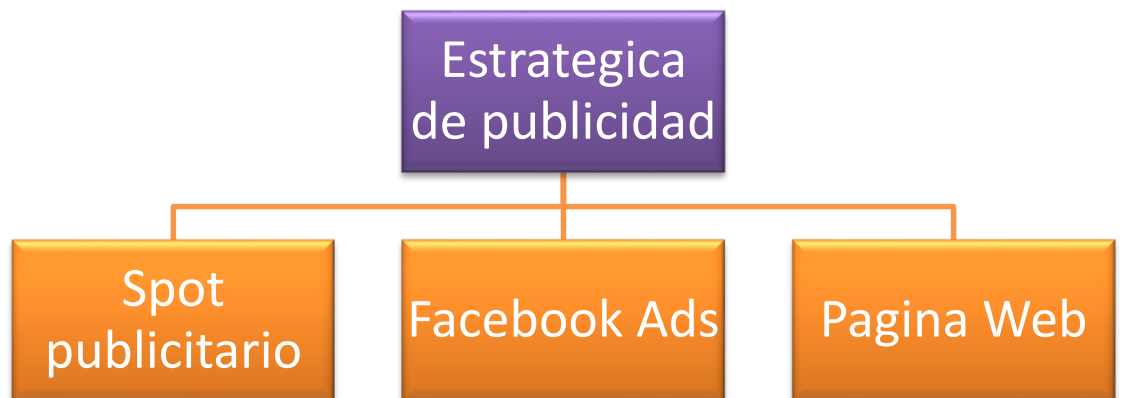 Estrategica
de publicidad
Spot
publicitario
Facebook Ads
Pagina Web